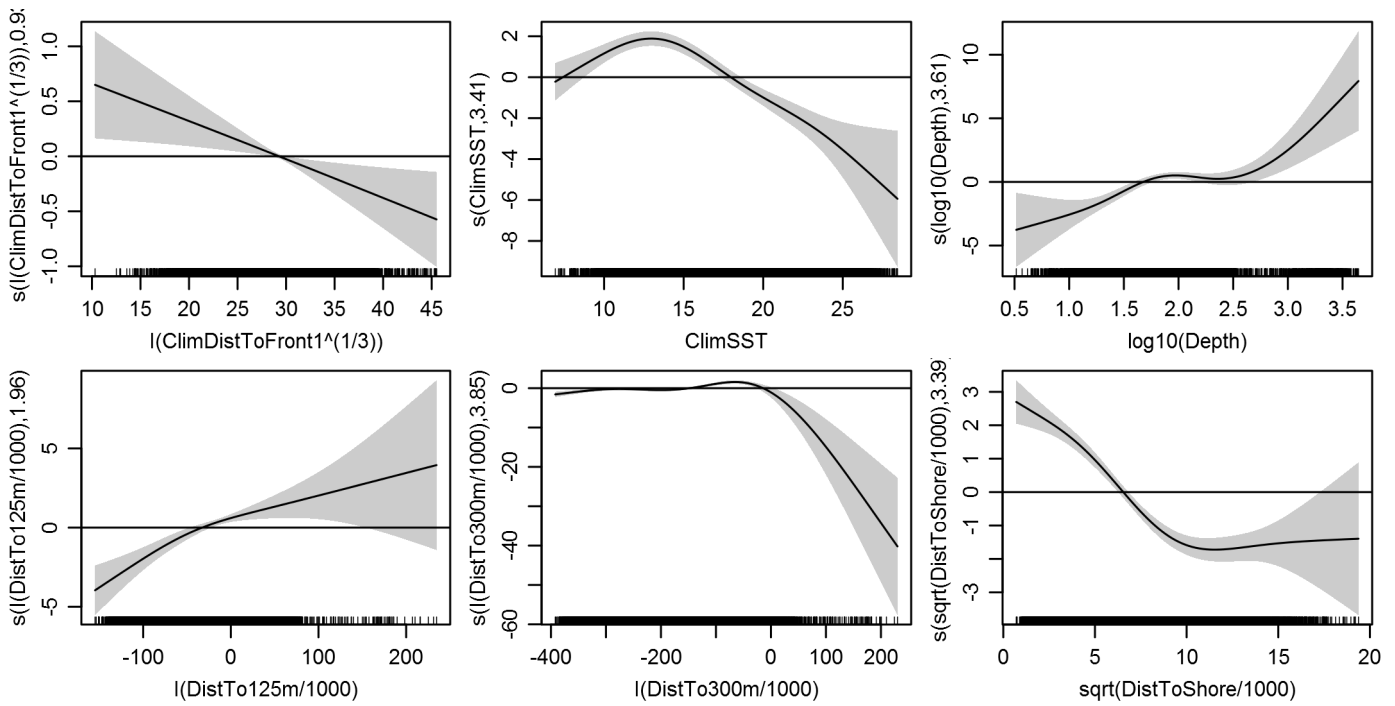 s(I(ClimDistToFront1^(1/3)),0.9
1.0
0.5
0.0
-0.5
-1.0
10 15 20 25 30 35 40 45
I(ClimDistToFront1^(1/3))
s(ClimSST,3.41)
2
0
-2
-4
-6
-8
10 15 20 25
ClimSST
s(log10(Depth),3.61)
10
5
0
-5
0.5 1.0 1.5 2.0 2.5 3.0 3.5
log10(Depth)
s(I(DistTo125m/1000),1.96)
5
0
-5
-100 0 100 200
I(DistTo125m/1000)
s(I(DistTo300m/1000),3.85)
0
-20
-40
-60
-400 -200 0 100 200
I(DistTo300m/1000)
s(sqrt(DistToShore/1000),3.39)
3
2
1
0
-1
-3
0 5 10 15 20
sqrt(DistToShore/1000)